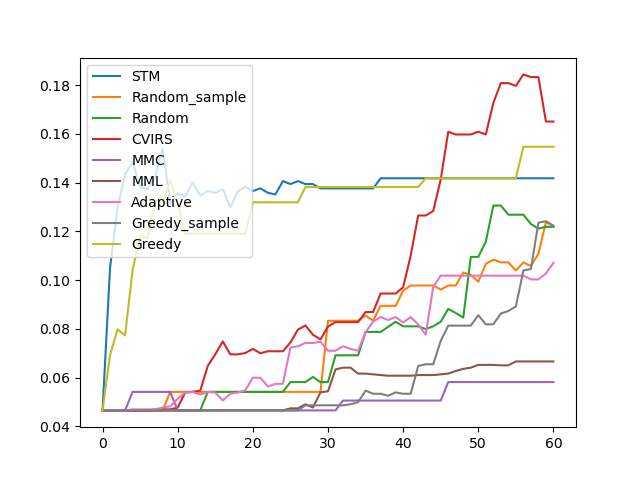 0.18
0.16
0.14
0.12
0.10
0.08
0.06
0.04
STM
Random_sample
Random
CVIRS
MMC
MML
Adaptive
Greedy_sample
Greedy
0 10 20 30 40 50 60